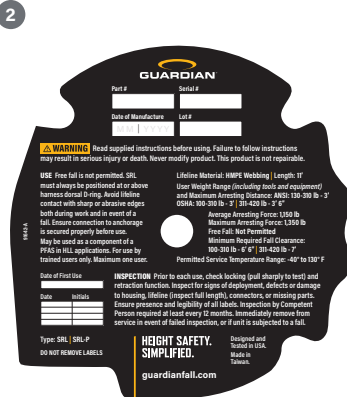 2
GUARDIAN
Part # Serial #
Date of Manufacture Lot #
MM | YYYY
WARNING Read supplied instructions before using. Failure to follow instructions
may result in serious injury or death. Never modify product. This product is not repairable.
USE Free fall is not permitted. SRL
must always be positioned at or above
harness dorsal D-ring. Avoid lifeline
contact with sharp or abrasive edges
both during work and in event of a
fall. Ensure connection to anchorage
is secured properly before use.
May be used as a component of a
PFAS in HLL applications. For use by
trained users only. Maximum one user.
Lifeline Material: HMPE Webbing | Length: 11'
User Weight Range (including tools and equipment)
and Maximum Arresting Distance: ANSI: 130-310 lb - 3'
OSHA: 100-310 lb - 3' | 311-420 lb - 3' 6"
Average Arresting Force: 1,150 lb
Maximum Arresting Force: 1,350 lb
Free Fall: Not Permitted
Minimum Required Fall Clearance:
100-310 lb - 6' 6" | 311-420 lb - 7'
Permitted Service Temperature Range: -40° to 130° F
Date of First Use
Date Initials
INSPECTION Prior to each use, check locking (pull sharply to test) and
retraction function. Inspect for signs of deployment, defects or damage
to housing, lifeline (inspect full length), connectors, or missing parts.
Ensure presence and legibility of all labels. Inspection by Competent
Person required at least every 12 months. Immediately remove from
service in event of failed inspection, or if unit is subjected to a fall.
Type: SRL | SRL-P
DO NOT REMOVE LABELS
HEIGHT SAFETY.
SIMPLIFIED.
guardianfall.com
Designed and
Tested in USA.
Made in
Taiwan.